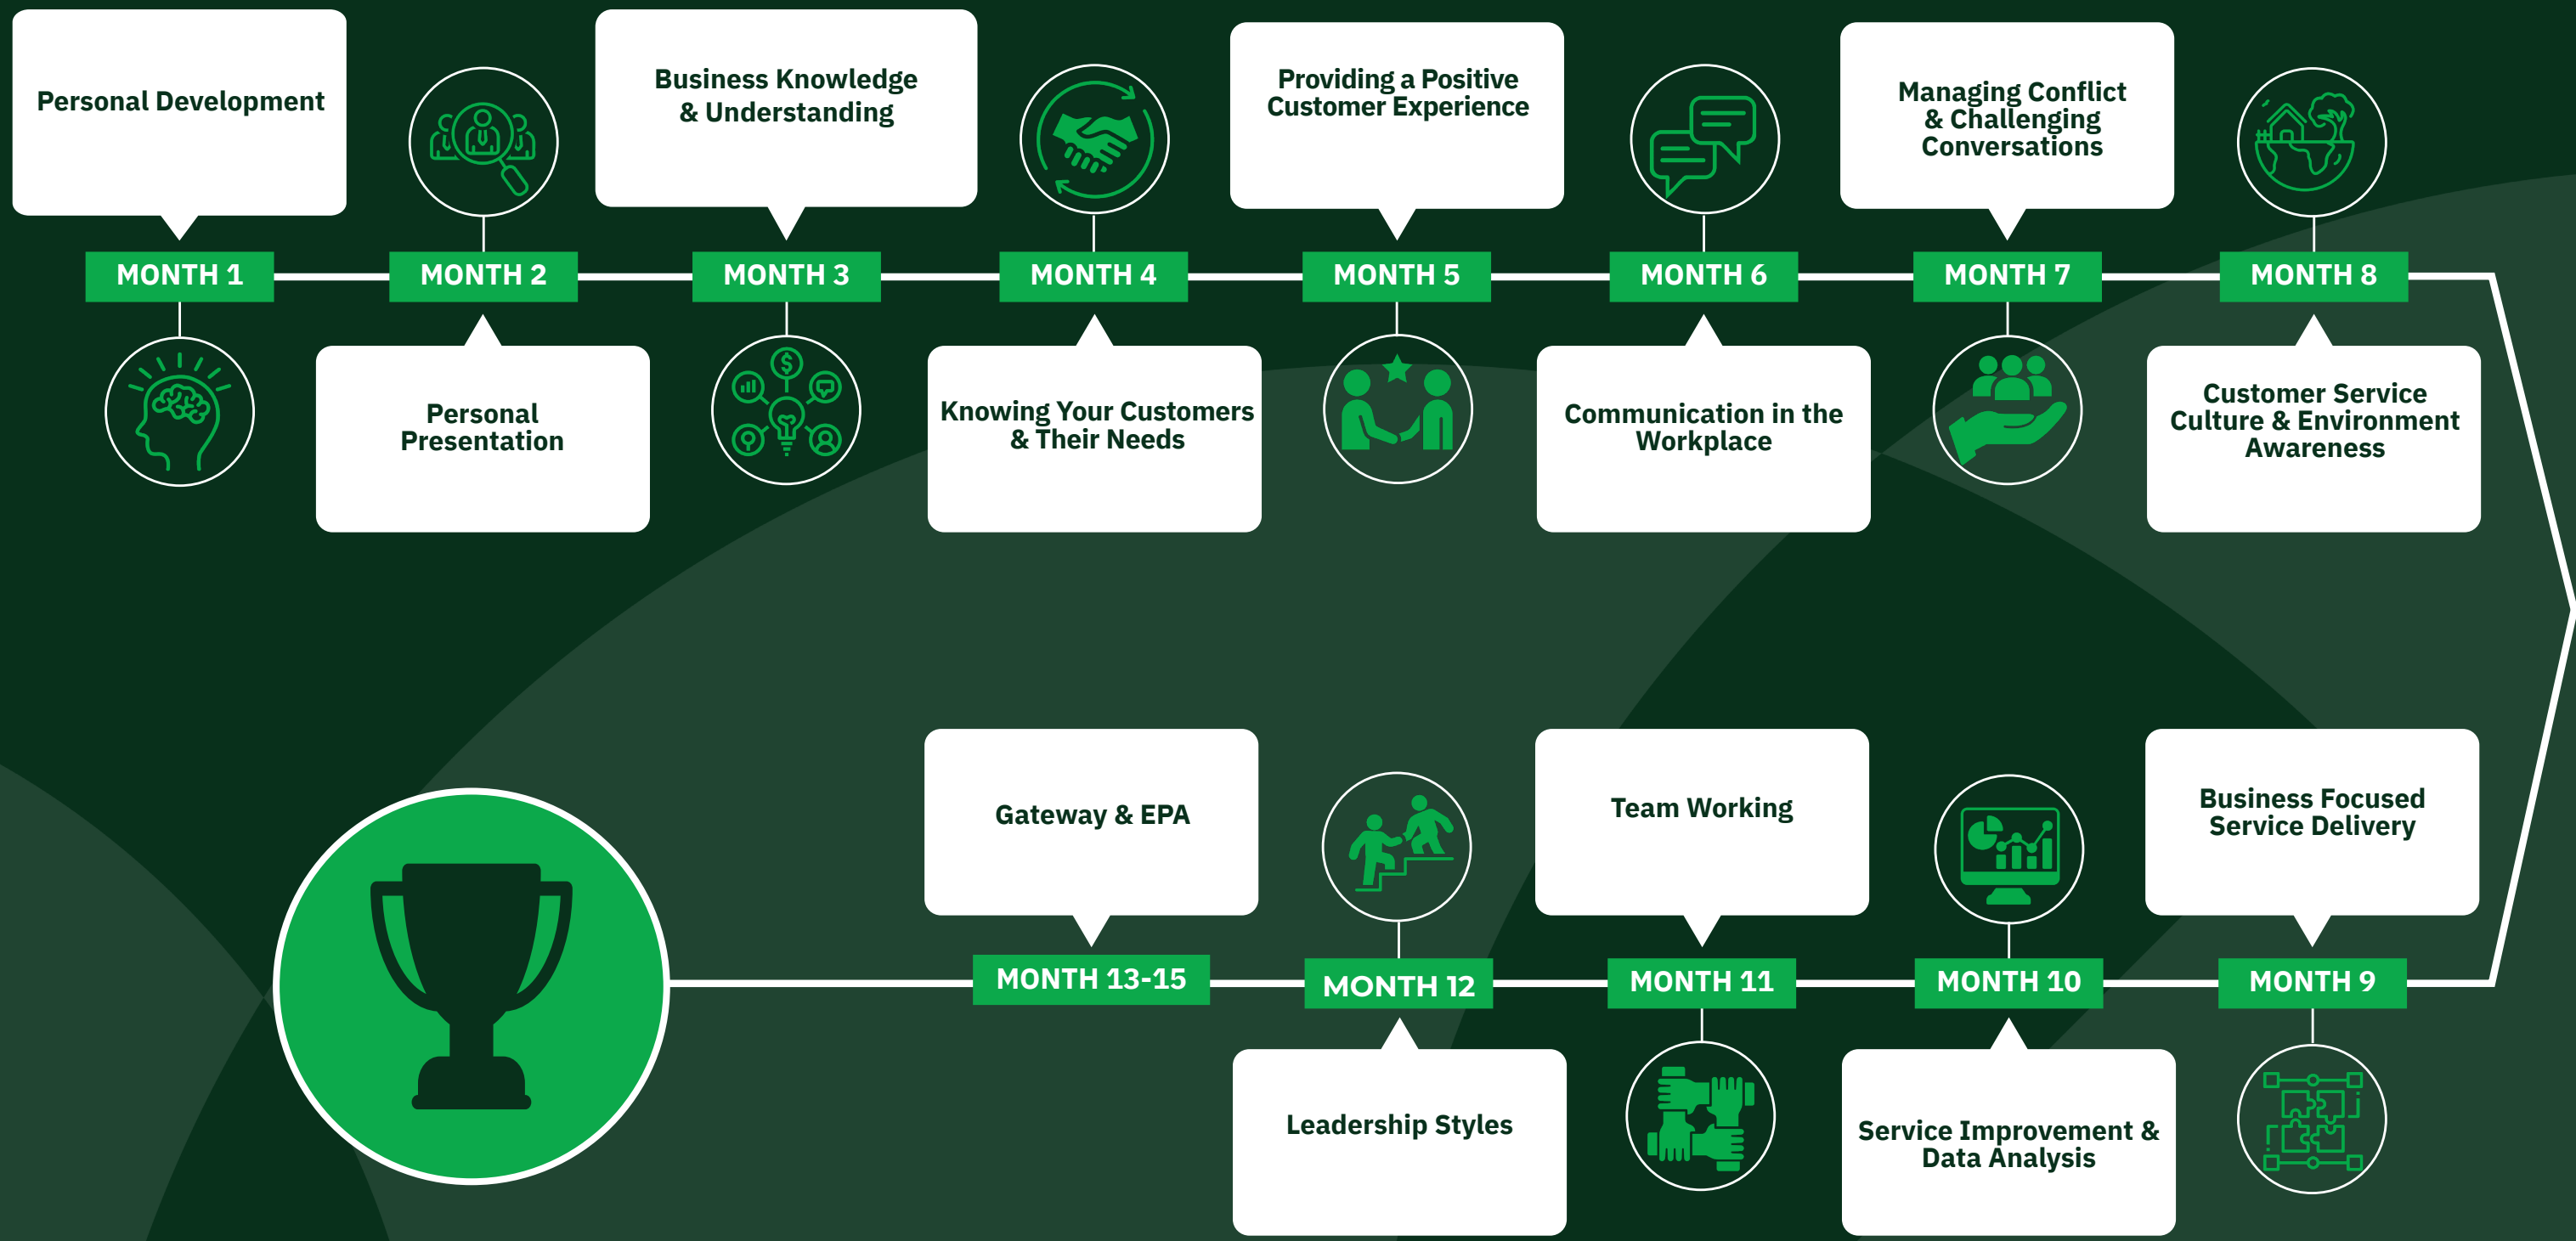 Personal Development
MONTH 1
MONTH 2
Personal
Presentation
Business Knowledge
& Understanding
MONTH 3
MONTH 4
Knowing Your Customers
& Their Needs
Providing a Positive
Customer Experience
MONTH 5
MONTH 6
Communication in the
Workplace
Managing Conflict
& Challenging
Conversations
MONTH 7
MONTH 8
Customer Service
Culture & Environment
Awareness
Business Focused
Service Delivery
MONTH 9
MONTH 10
Service Improvement &
Data Analysis
Team Working
MONTH 11
MONTH 12
Leadership Styles
Gateway & EPA
MONTH 13-15